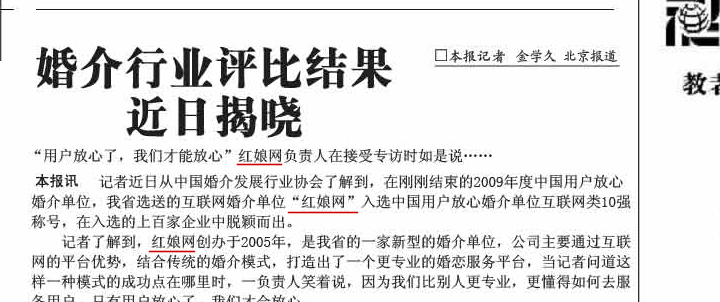 婚介行业评比结果
近日揭晓
□本报记者 金学久 北京报道
“用户放心了，我们才能放心”红娘网负责人在接受专访时如是说……
本报讯 记者近日从中国婚介发展行业协会了解到，在刚刚结束的2009年度中国用户放心
婚介单位，我省选送的互联网婚介单位“红娘网”入选中国用户放心婚介单位互联网类10强
称号，在入选的上百家企业中脱颖而出。
记者了解到，红娘网创办于2005年，是我省的一家新型的婚介单位，公司主要通过互联
网的平台优势，结合传统的婚介模式，打造出了一个更专业的婚恋服务平台，当记者问道这
样一种模式的成功点在哪里时，一负责人笑着说，因为我们比别人更专业，更懂得如何去服
务用户，只有用户放心了，我们才会放心
教者